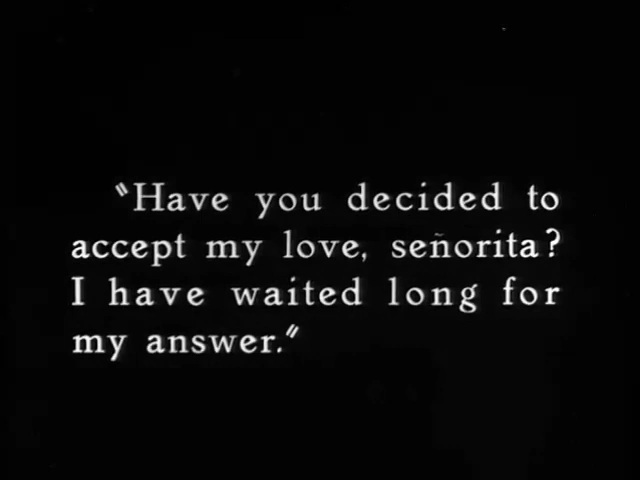 "Have you decided to
accept my love, señorita?
I have waited long for
my answer."